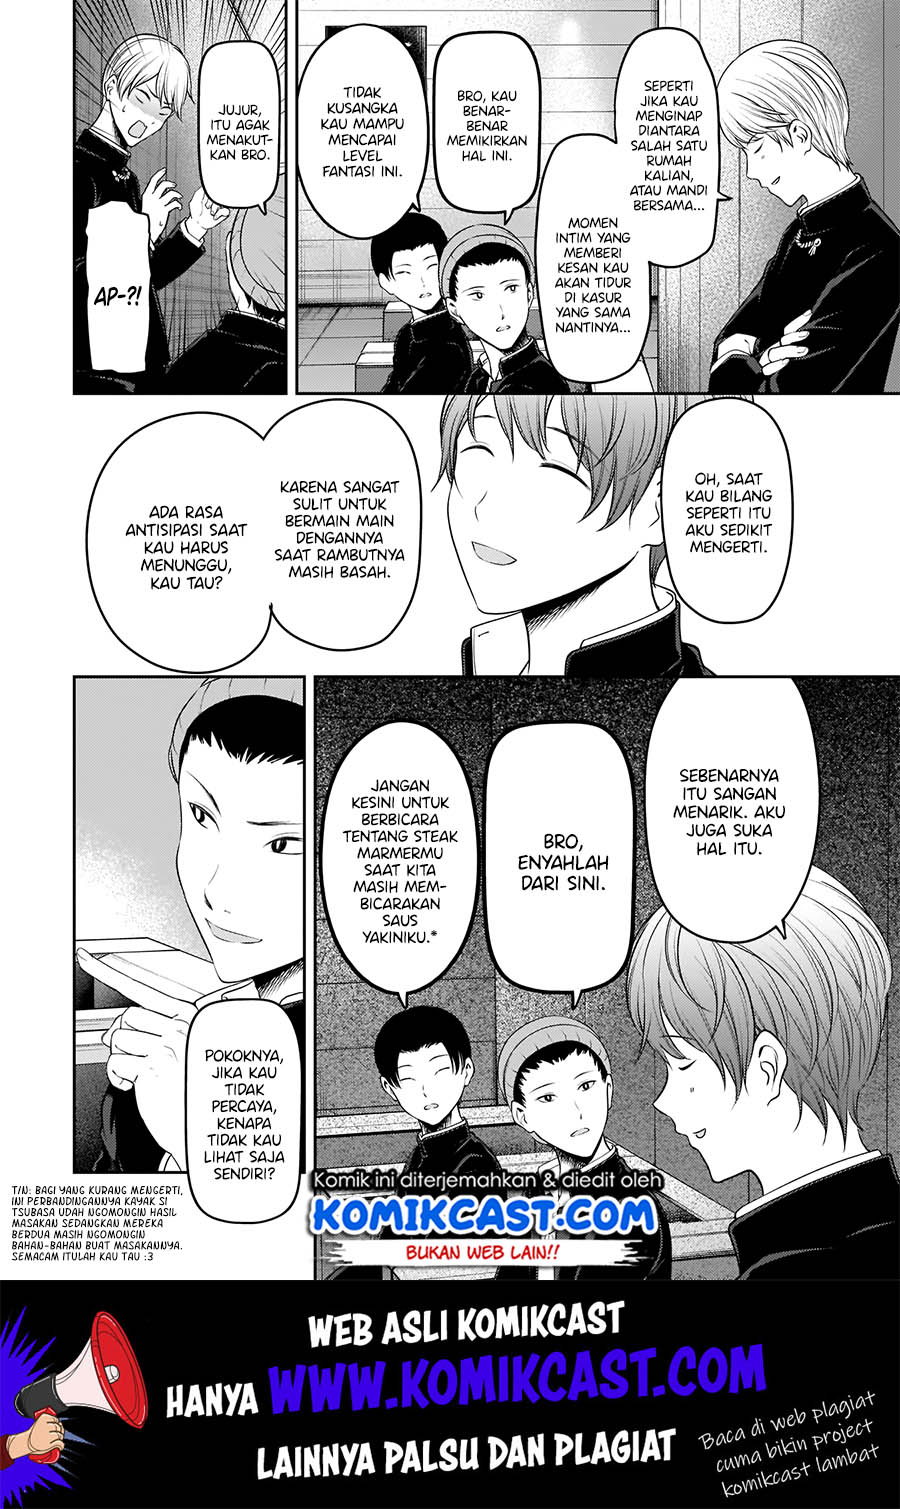 SEPERTI
JIKA KAU
MENGINAP
DIANTARA
SALAH SATU
RUMAH
KALIAN,
ATAU MANDI
BERSAMA...
MOMEN
INTIM YANG
MEMBERI
KESAN KAU
AKAN TIDUR
DI KASUR
YANG SAMA
NANTINYA...
BRO, KAU
BENAR-
BENAR
MEMIKIRKAN
HAL INI.
TIDAK
KUSANGKA
KAU MAMPU
MENCAPAI
LEVEL
FANTASI INI.
JUJUR,
ITU AGAK
MENAKUT-
KAN BRO.
AP-?!
OH, SAAT
KAU BILANG
SEPERTI ITU
AKU SEDIKIT
MENGERTI.
KARENA SANGAT
SULIT UNTUK
BERMAIN MAIN
DENGANNYA
SAAT RAMBUTNYA
MASIH BASAH.
ADA RASA
ANTISIPASI SAAT
KAU HARUS
MENUNGGU,
KAU TAU?
SEBENARNYA
ITU SANGAN
MENARIK. AKU
JUGA SUKA
HAL ITU.
BRO,
ENYAHLAH
DARI SINI.
JANGAN
KESINI UNTUK
BERBICARA
TENTANG STEAK
MARMERMU
SAAT KITA
MASIH MEM-
BICARAKAN
SAUS
YAKINIKU.*
POKOKNYA,
JIKA KAU
TIDAK
PERCAYA,
KENAPA
TIDAK KAU
LIHAT SAJA
SENDIRI?
T/N: BAGI YANG KURANG MENGERTI,
INI PERBANDINGANNYA KAYAK SI
TSUBASA UDAH NGOMONGIN HASIL
MASAKAN SEDANGKAN MEREKA
BERDUA MASIH NGOMONGIN
BAHAN-BAHAN BUAT MASAKANNYA.
SEMACAM ITULAH KAU TAU :3
Komik ini diterjemahkan & diedit oleh
KOMIKCAST.COM
BUKAN WEB LAIN!!
WEB ASLI KOMIKCAST
HANYA WWW.KOMIKCAST.COM
LAINNYA PALSU DAN PLAGIAT
Baca di web plagiat
cuma bikin project
komikcast lambat